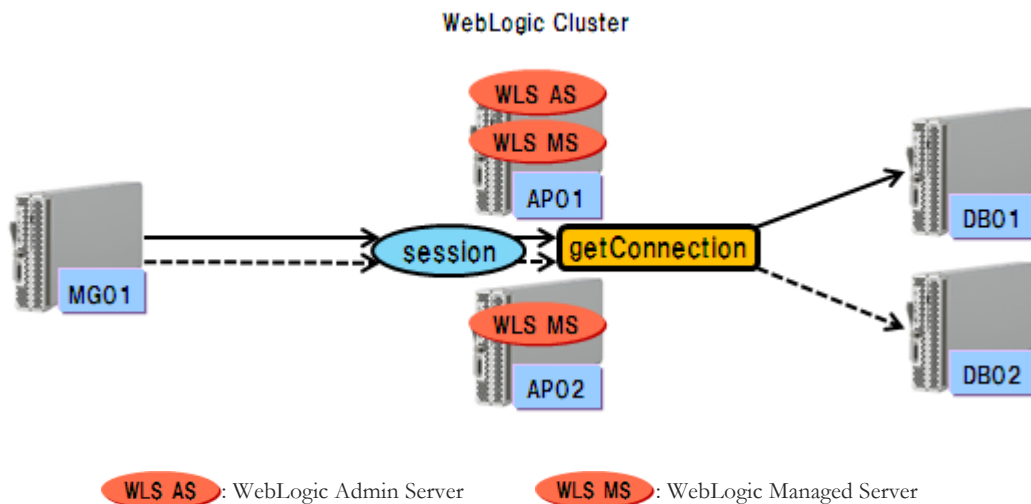 WebLogic Cluster
WLS AS
WLS MS
AP01
DB01
session
getConnection
MG01
WLS MS
AP02
DB02
WLS AS : WebLogic Admin Server
WLS MS : WebLogic Managed Server